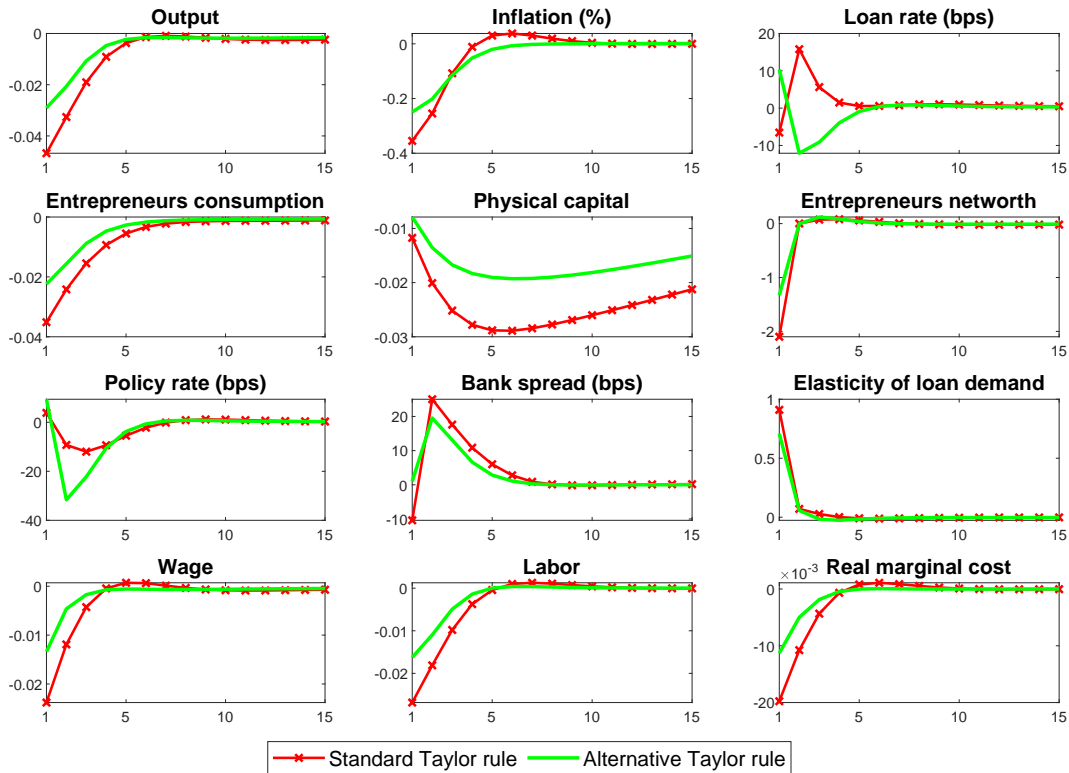 Output Inflation (%) Loan rate (bps)
0
-0.02
-0.04
1 5 10 15
0
-0.2
-0.4
1 5 10 15
20
10
0
-10
1 5 10 15
Entrepreneurs consumption Physical capital Entrepreneurs networth
0
-0.02
-0.04
1 5 10 15
-0.01
-0.02
-0.03
1 5 10 15
0
-1
-2
1 5 10 15
Policy rate (bps) Bank spread (bps) Elasticity of loan demand
0
-20
-40
1 5 10 15
20
10
0
-10
1 5 10 15
1
0.5
0
1 5 10 15
Wage Labor Real marginal cost
0
-0.01
-0.02
1 5 10 15
0
-0.01
-0.02
1 5 10 15
×10⁻³
0
-10
-20
1 5 10 15
Standard Taylor rule Alternative Taylor rule